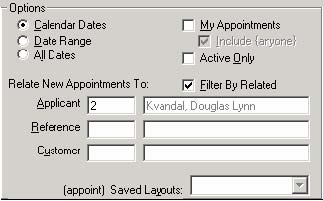 Options
Calendar Dates
My Appointments
Date Range
Include {aryone}
All Dates
Active Only
Relate New Appointments To:
Filter By Related
Applicant 2 Kvandal, Douglas Lynn
Reference
Customer
(appoint) Saved Layouts: